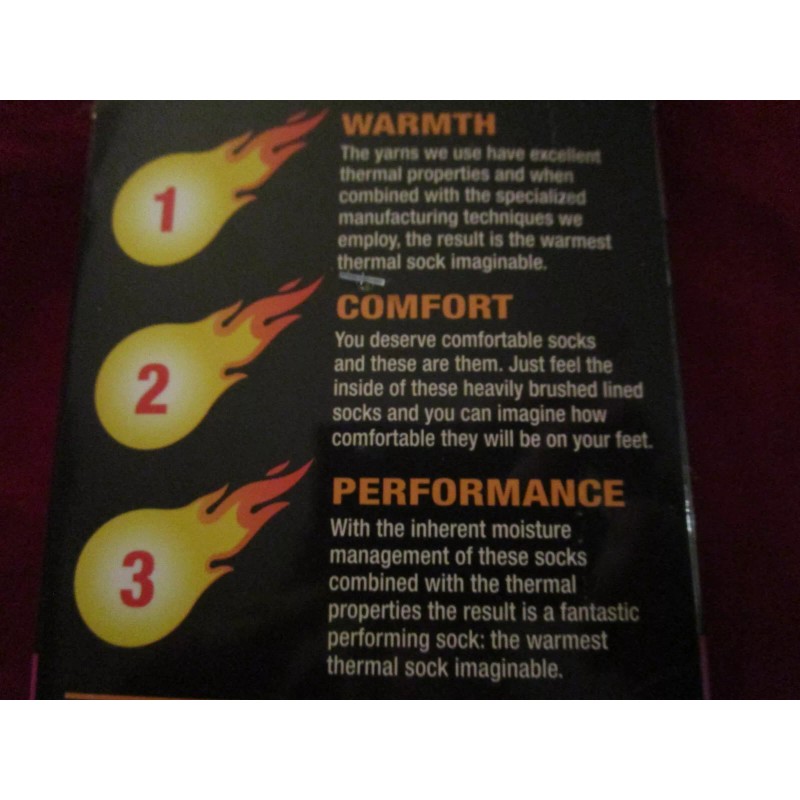 1
WARMTH
The yarns we use have excellent
thermal properties and when
combined with the specialized
manufacturing techniques we
employ, the result is the warmest
thermal sock imaginable.
2
COMFORT
You deserve comfortable socks
and these are them. Just feel the
inside of these heavily brushed lined
socks and you can imagine how
comfortable they will be on your feet.
3
PERFORMANCE
With the inherent moisture
management of these socks
combined with the thermal
properties the result is a fantastic
performing sock: the warmest
thermal sock imaginable.